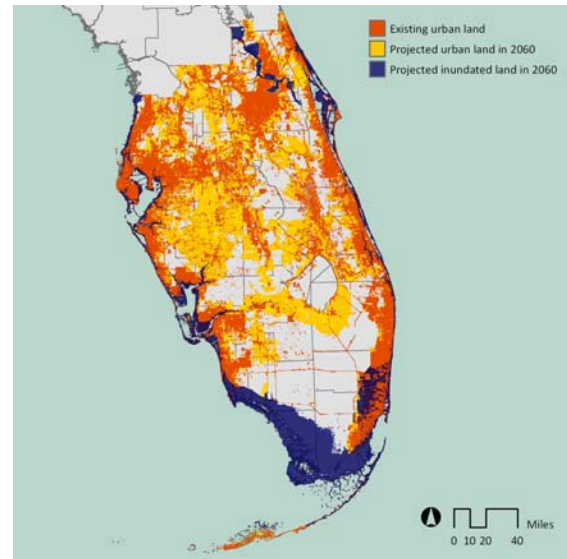 Existing urban land
Projected urban land in 2060
Projected inundated land in 2060
Miles
0 10 20 40